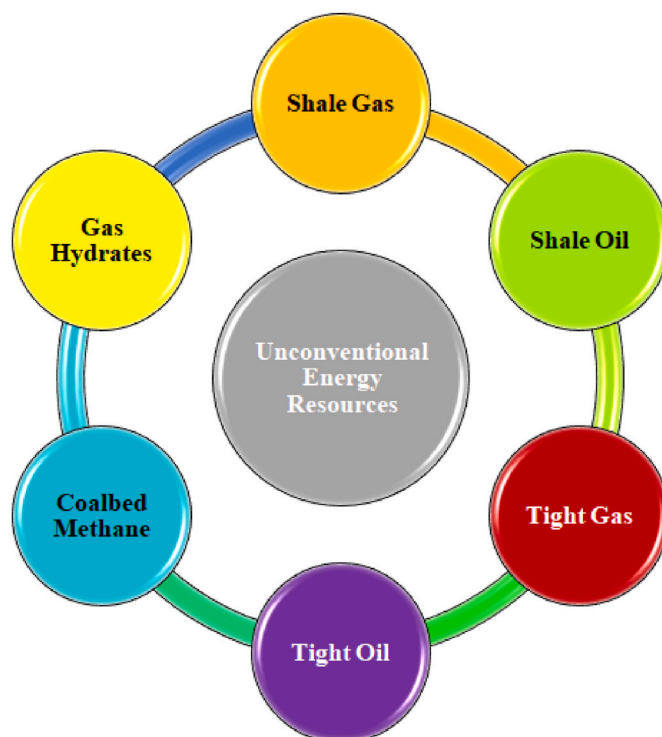 Shale Gas
Gas
Hydrates
Shale Oil
Unconventional
Energy
Resources
Coalbed
Methane
Tight Gas
Tight Oil